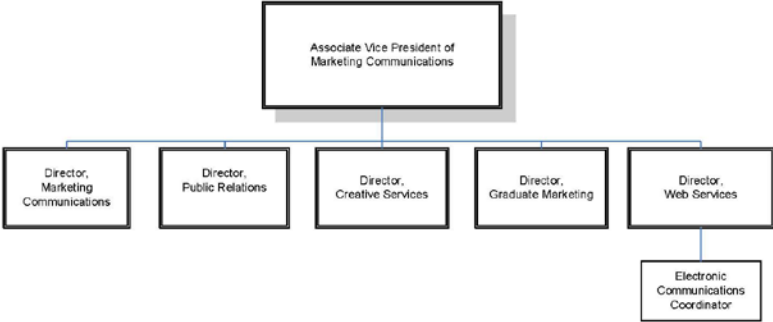 Associate Vice President of
Marketing Communications
Director,
Marketing
Communications
Director,
Public Relations
Director,
Creative Services
Director,
Graduate Marketing
Director,
Web Services
Electronic
Communications
Coordinator